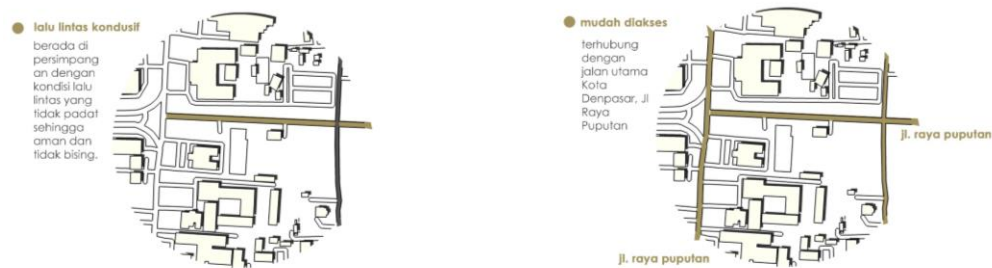 lalu lintas kondusif
berada di
persimpang
an dengan
kondisi lalu
lintas yang
tidak padat
sehingga
aman dan
tidak bising.
mudah diakses
terhubung
dengan
jalan utama
Kota
Denpasar, Jl
Raya
Puputan
jl. raya puputan
jl. raya puputan